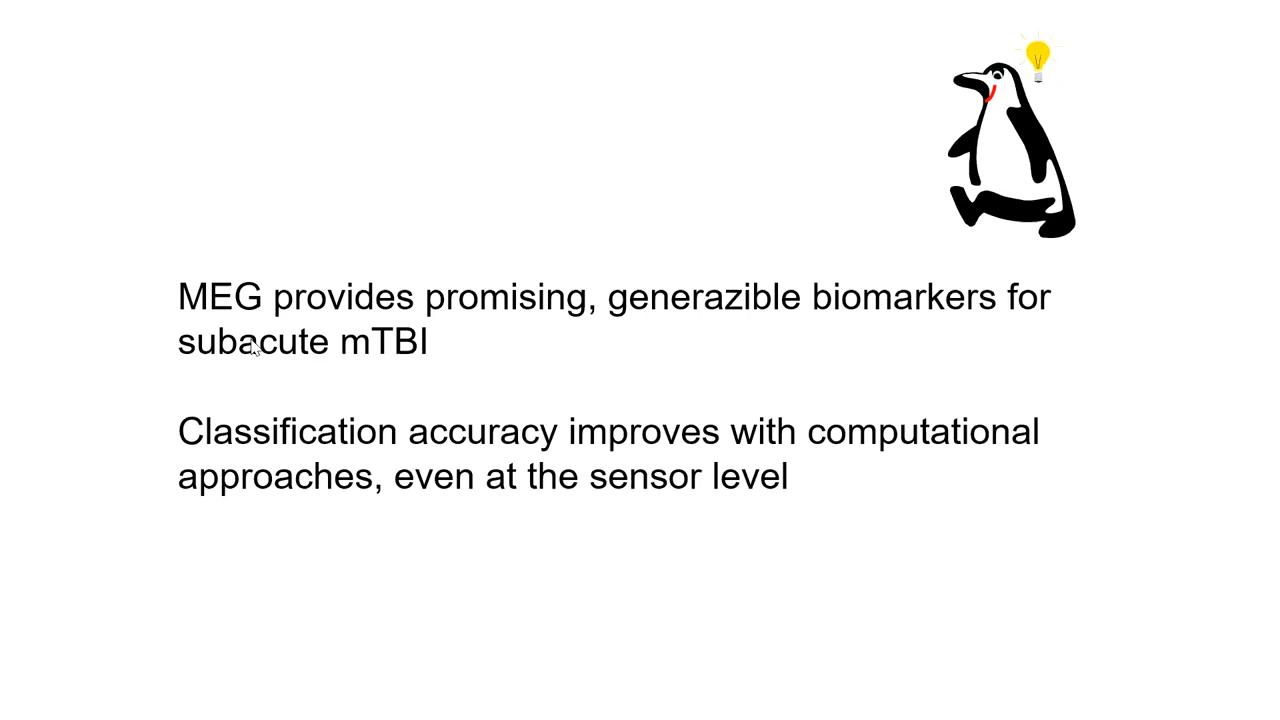 MEG provides promising, generazible biomarkers for
subacute mTBI
Classification accuracy improves with computational
approaches, even at the sensor level